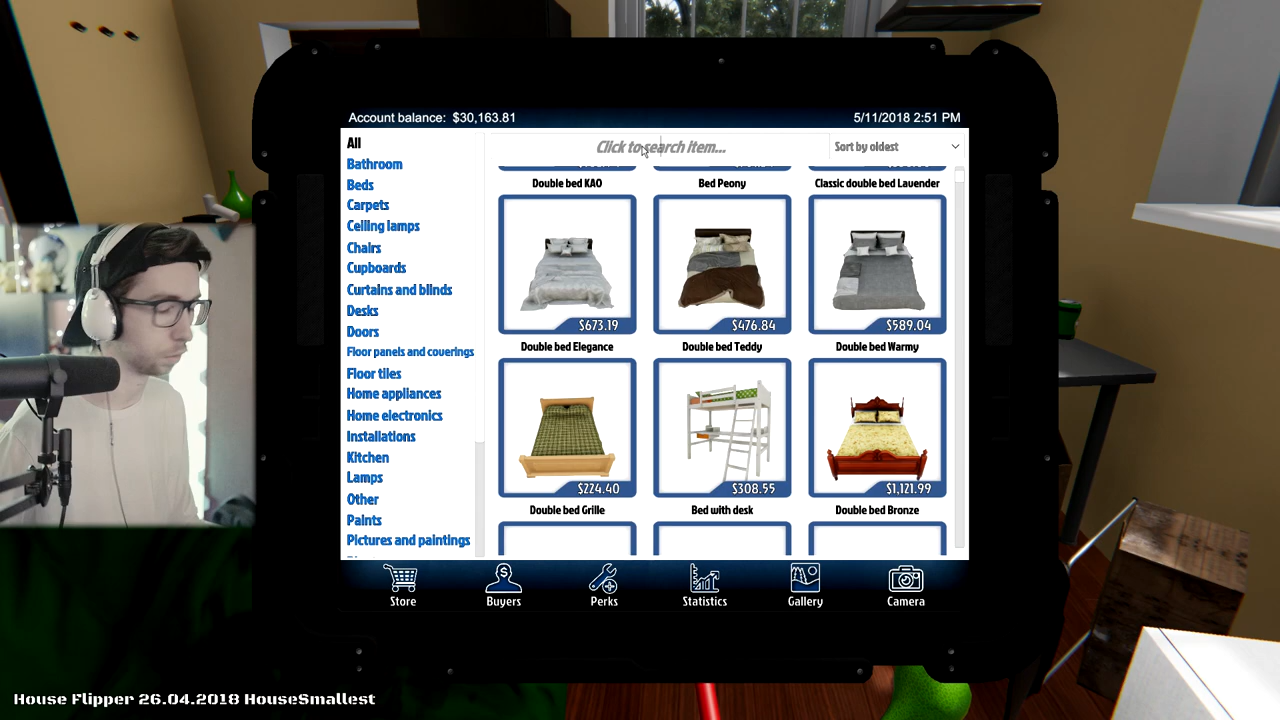 Account balance: $30,163.81
5/11/2018 2:51 PM
All
Bathroom
Beds
Carpets
Ceiling lamps
Chairs
Cupboards
Curtains and blinds
Desks
Doors
Floor panels and coverings
Floor tiles
Home appliances
Home electronics
Installations
Kitchen
Lamps
Other
Paints
Pictures and paintings
Click to search item...
Sort by oldest
Double bed KAO
Bed Peony
Classic double bed Lavender
$673.19
$476.84
$589.04
Double bed Elegance
Double bed Teddy
Double bed Warmy
$224.40
$308.55
$1,121.99
Double bed Grille
Bed with desk
Double bed Bronze
Store
Buyers
Perks
Statistics
Gallery
Camera
House Flipper 26.04.2018 HouseSmallest